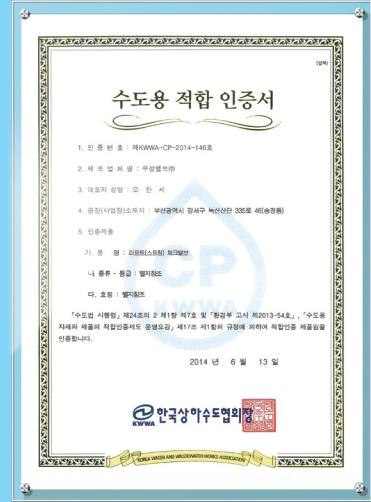 (앞쪽)
수도용 적합 인증서
1. 인 증 번 호 : 제KWWA-CP-2014-146호
2. 제 조 업 체 명 : 주성밸브㈜
3. 대표자 성명 : 모 찬 세
4. 공장(사업장)소재지 : 부산광역시 강서구 녹산산단 335로 46(송정동)
5. 인증제품
가. 품 명 : 리프트(스프링) 체크밸브
나. 종류 · 등급 : 별지참조
다. 호칭 : 별지참조
CP
KWWA
「수도법 시행령」제24조의 2 제1항 제7호 및 「환경부 고시 제2013-54호」, 「수도용
자재와 제품의 적합인증제도 운영요강」제17조 제1항의 규정에 의하여 적합인증 제품임을
인증합니다.
2014 년 6 월 13 일
KWWA 한국상하수도협회장
KOREA WATER AND WASTEWATER WORKS ASSOCIATION